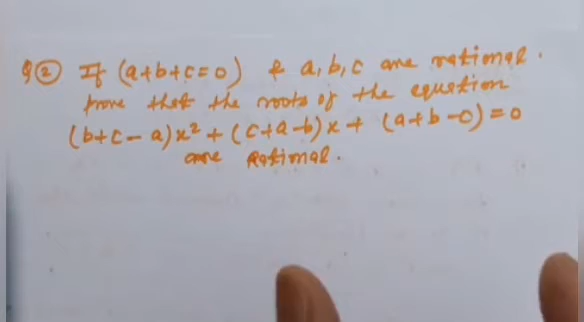 Q② If (a+b+c=0) & a, b, c are rational.
prove that the roots of the equation
(b+c-a)x² + (c+a-b)x + (a+b-c)=0
are rational.